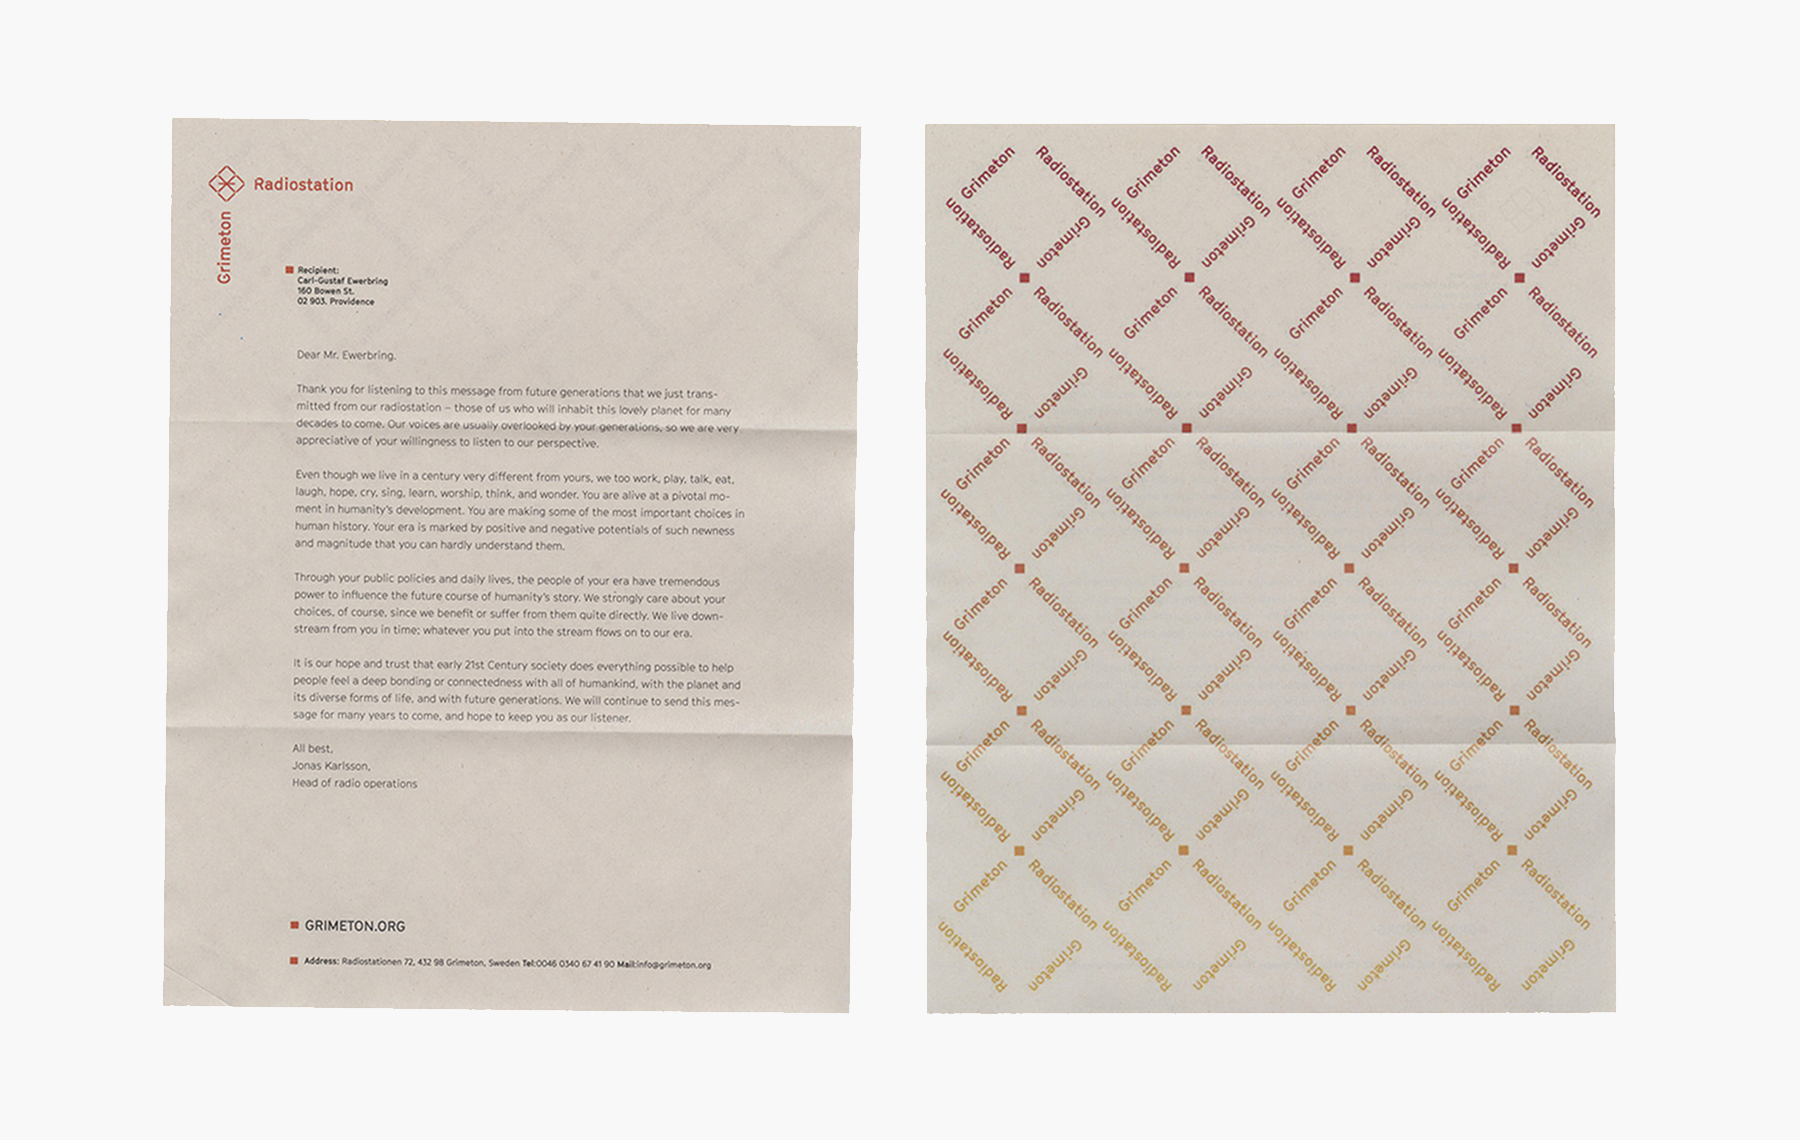 Radiostation
Grimeton
Recipient:
Carl-Gustaf Ewerbring
160 Bowen St.
02 903. Providence
Dear Mr. Ewerbring.
Thank you for listening to this message from future generations that we just trans-
mitted from our radiostation – those of us who will inhabit this lovely planet for many
decades to come. Our voices are usually overlooked by your generations, so we are very
appreciative of your willingness to listen to our perspective.
Even though we live in a century very different from yours, we too work, play, talk, eat,
laugh, hope, cry, sing, learn, worship, think, and wonder. You are alive at a pivotal mo-
ment in humanity's development. You are making some of the most important choices in
human history. Your era is marked by positive and negative potentials of such newness
and magnitude that you can hardly understand them.
Through your public policies and daily lives, the people of your era have tremendous
power to influence the future course of humanity's story. We strongly care about your
choices, of course, since we benefit or suffer from them quite directly. We live down-
stream from you in time; whatever you put into the stream flows on to our era.
It is our hope and trust that early 21st Century society does everything possible to help
people feel a deep bonding or connectedness with all of humankind, with the planet and
its diverse forms of life, and with future generations. We will continue to send this mes-
sage for many years to come, and hope to keep you as our listener.
All best,
Jonas Karlsson,
Head of radio operations
GRIMETON.ORG
Address: Radiostationen 72, 432 98 Grimeton, Sweden Tel:0046 0340 67 41 90 Mail:info@grimeton.org
Grimeton Radiostation Grimeton Radiostation Grimeton Radiostation Grimeton Radiostation
Radiostation Grimeton Radiostation Grimeton Radiostation Grimeton Radiostation Grimeton
Grimeton Radiostation Grimeton Radiostation Grimeton Radiostation Grimeton Radiostation
Radiostation Grimeton Radiostation Grimeton Radiostation Grimeton Radiostation Grimeton
Grimeton Radiostation Grimeton Radiostation Grimeton Radiostation Grimeton Radiostation
Radiostation Grimeton Radiostation Grimeton Radiostation Grimeton Radiostation Grimeton
Grimeton Radiostation Grimeton Radiostation Grimeton Radiostation Grimeton Radiostation
Radiostation Grimeton Radiostation Grimeton Radiostation Grimeton Radiostation Grimeton
Grimeton Radiostation Grimeton Radiostation Grimeton Radiostation Grimeton Radiostation
Radiostation Grimeton Radiostation Grimeton Radiostation Grimeton Radiostation Grimeton
Grimeton Radiostation Grimeton Radiostation Grimeton Radiostation Grimeton Radiostation
Radiostation Grimeton Radiostation Grimeton Radiostation Grimeton Radiostation Grimeton